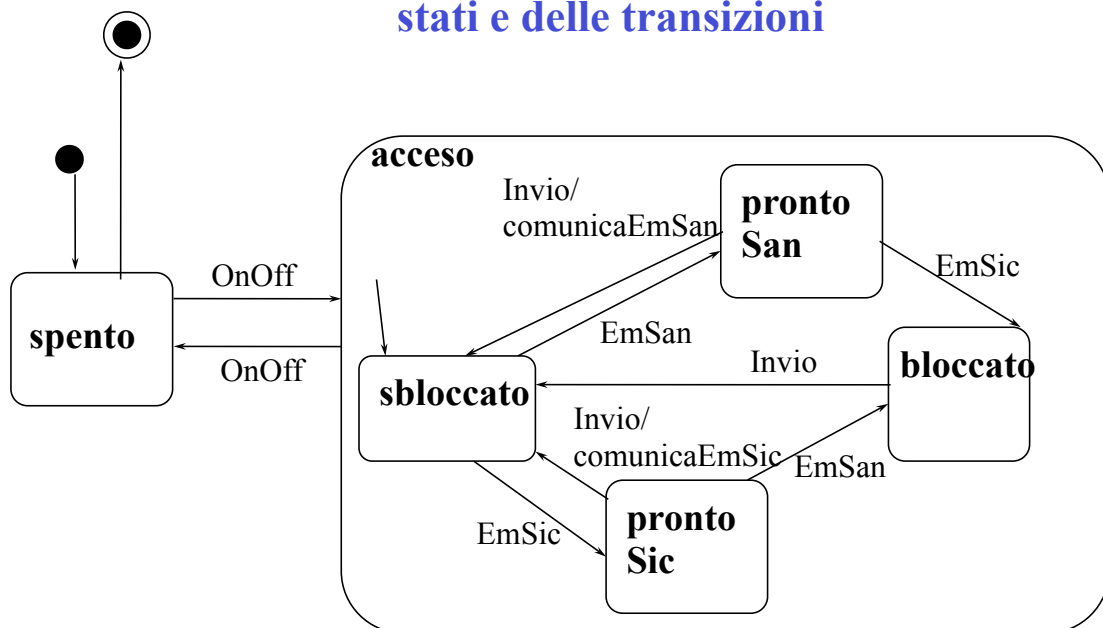 stati e delle transizioni
acceso
Invio/
comunicaEmSan
pronto
San
OnOff
EmSic
spento
EmSan
OnOff
Invio
bloccato
sbloccato
Invio/
comunicaEmSic
EmSan
EmSic
pronto
Sic